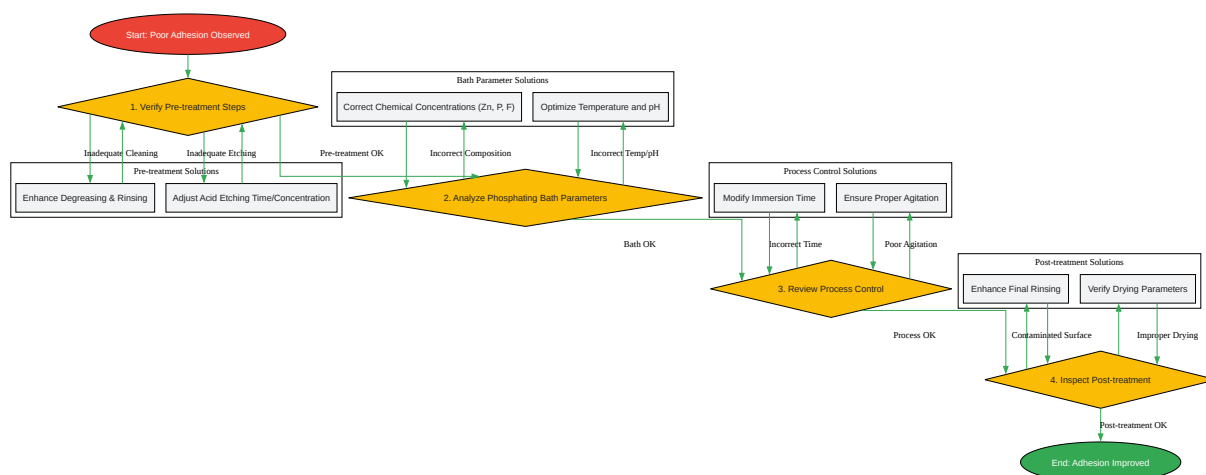 Start: Poor Adhesion Observed
Bath Parameter Solutions
1. Verify Pre-treatment Steps
Correct Chemical Concentrations (Zn, P, F)
Optimize Temperature and pH
Inadequate Cleaning
Inadequate Etching
Pre-treatment OK
Incorrect Composition
Incorrect Temp/pH
Pre-treatment Solutions
Enhance Degreasing & Rinsing
Adjust Acid Etching Time/Concentration
2. Analyze Phosphating Bath Parameters
Process Control Solutions
Modify Immersion Time
Ensure Proper Agitation
Bath OK
Incorrect Time
Poor Agitation
Post-treatment Solutions
3. Review Process Control
Enhance Final Rinsing
Verify Drying Parameters
Process OK
Contaminated Surface
Improper Drying
4. Inspect Post-treatment
Post-treatment OK
End: Adhesion Improved